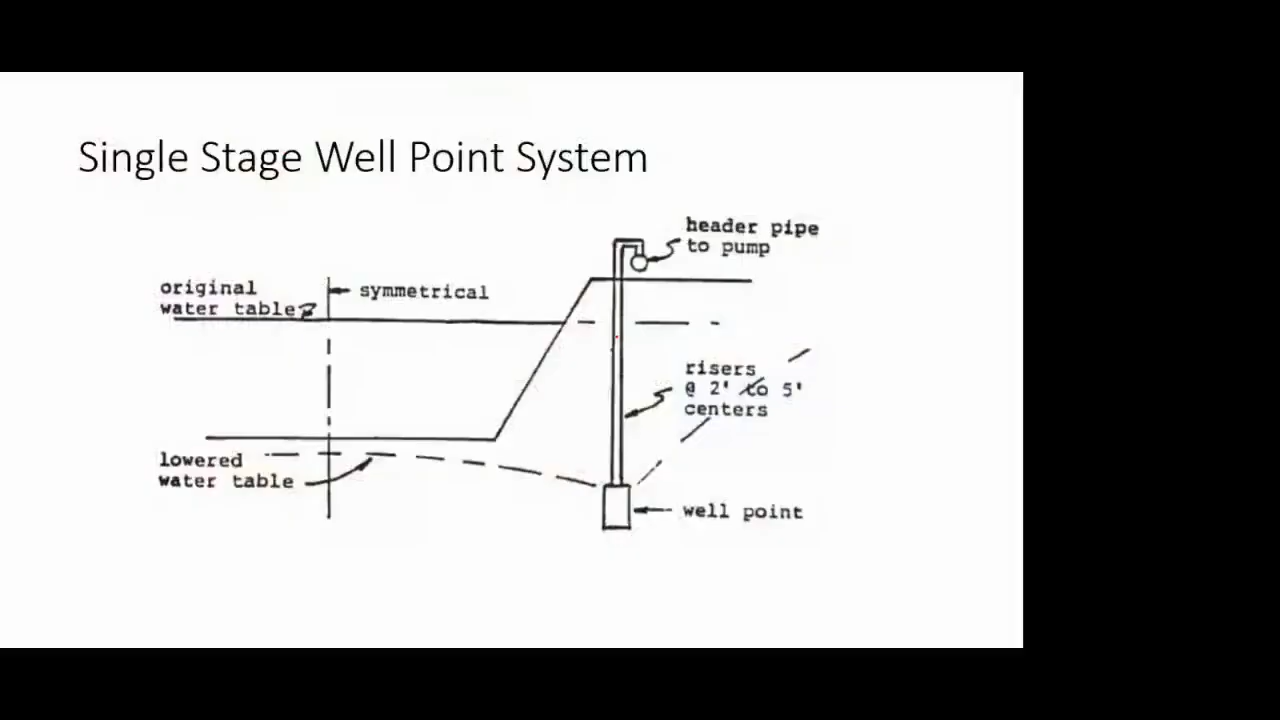 Single Stage Well Point System
header pipe
to pump
original
water table
symmetrical
risers
@ 2' to 5'
centers
lowered
water table
well point